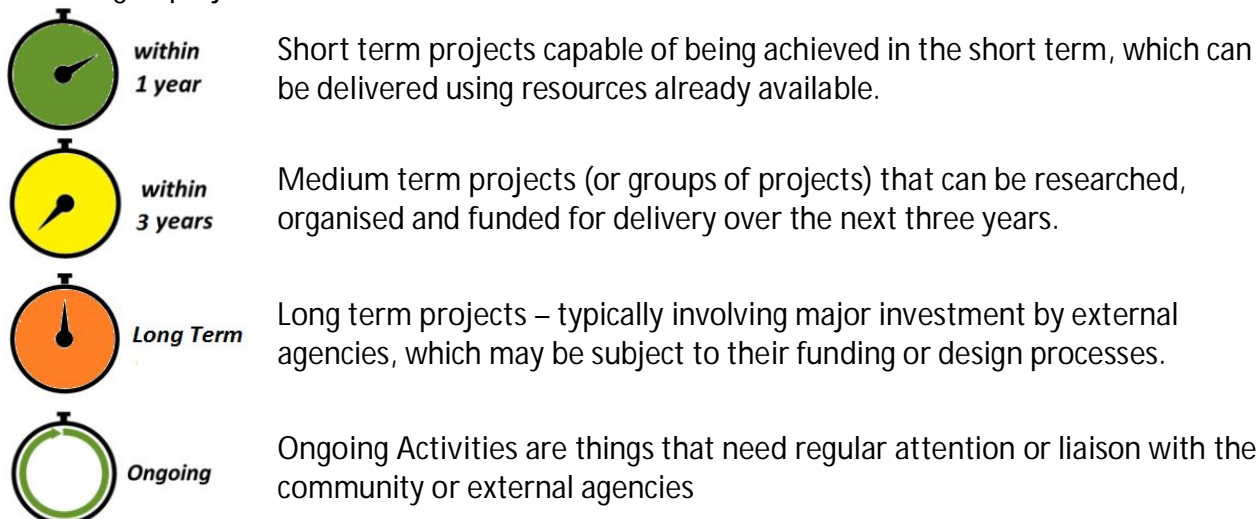 within
1 year
Short term projects capable of being achieved in the short term, which can
be delivered using resources already available.
within
3 years
Medium term projects (or groups of projects) that can be researched,
organised and funded for delivery over the next three years.
Long Term
Long term projects – typically involving major investment by external
agencies, which may be subject to their funding or design processes.
Ongoing
Ongoing Activities are things that need regular attention or liaison with the
community or external agencies